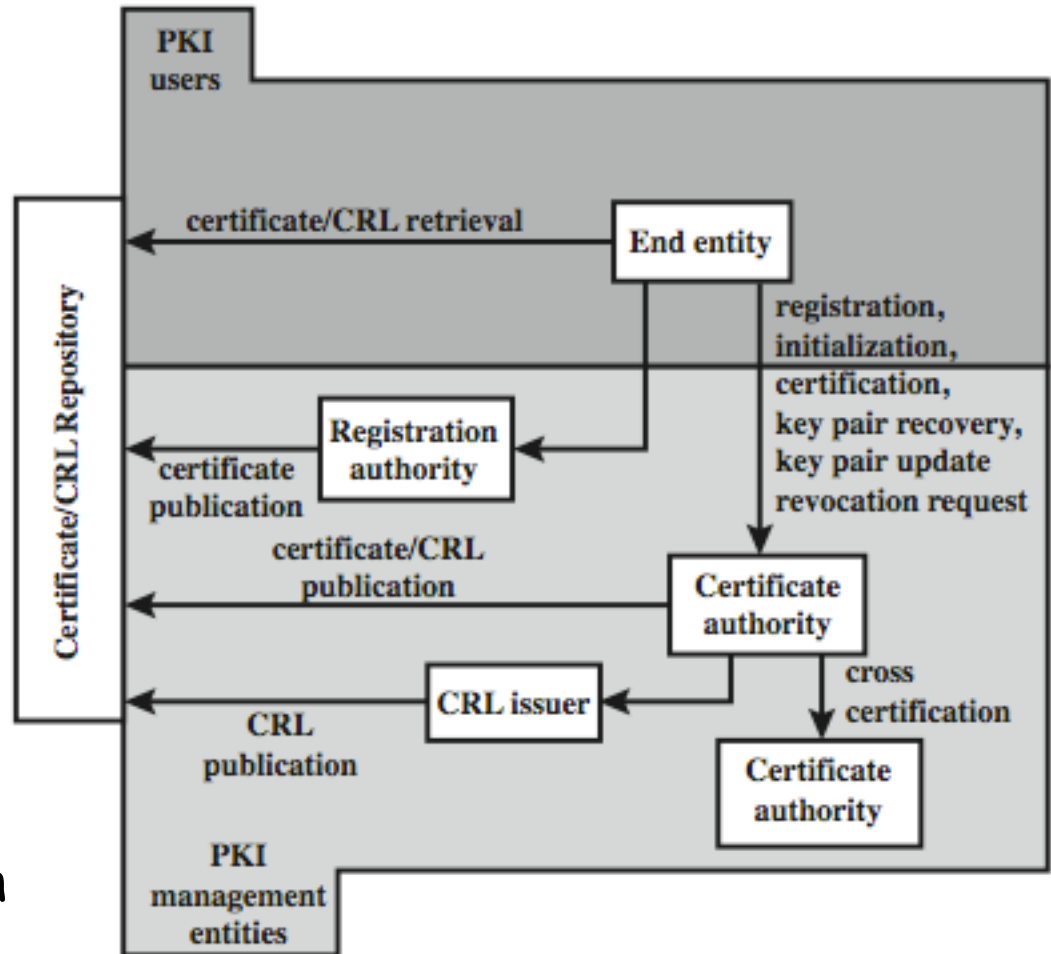 PKI
users
certificate/CRL retrieval
End entity
Certificate/CRL Repository
registration,
initialization,
certification,
key pair recovery,
key pair update
revocation request
Registration
authority
certificate
publication
certificate/CRL
publication
Certificate
authority
CRL issuer
CRL
publication
cross
certification
Certificate
authority
PKI
management
entities